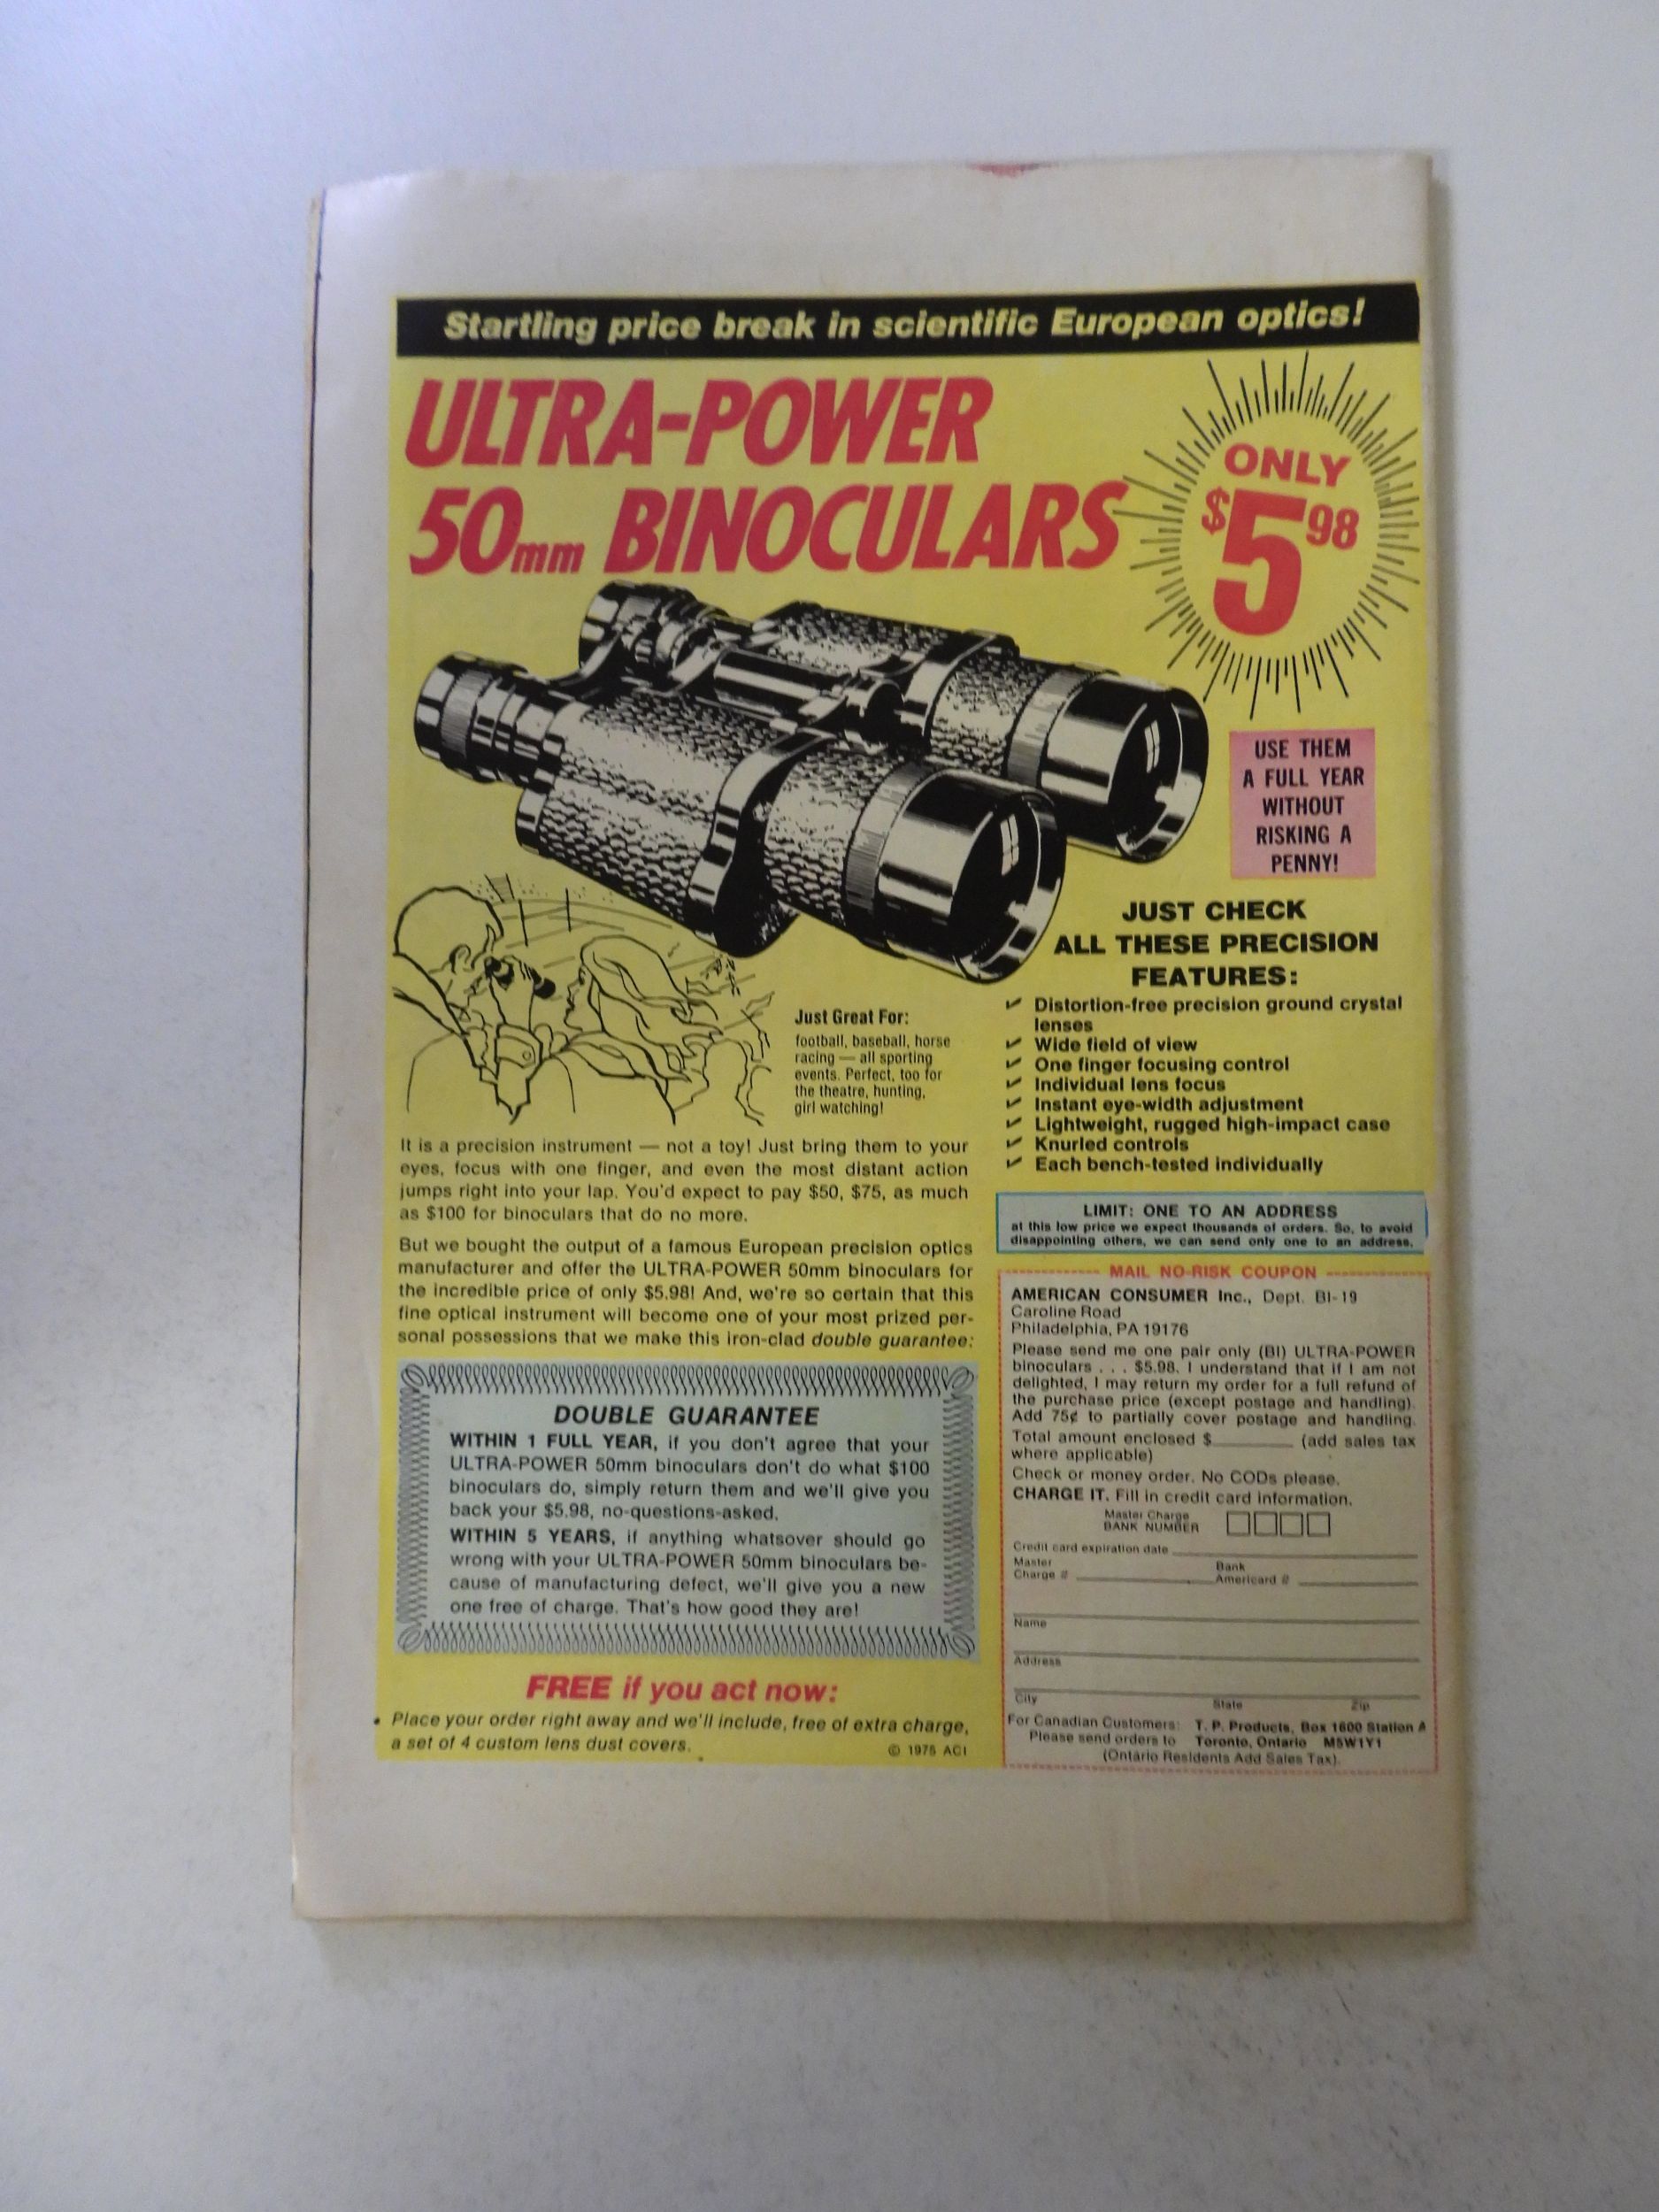 Startling price break in scientific European optics!
ULTRA-POWER
50mm BINOCULARS
ONLY
$5 98
USE THEM
A FULL YEAR
WITHOUT
RISKING A
PENNY!
JUST CHECK
ALL THESE PRECISION
FEATURES:
✓ Distortion-free precision ground crystal
lenses
✓ Wide field of view
✓ One finger focusing control
✓ Individual lens focus
✓ Instant eye-width adjustment
✓ Lightweight, rugged high-impact case
✓ Knurled controls
✓ Each bench-tested individually
Just Great For:
football, baseball, horse
racing — all sporting
events. Perfect, too for
the theatre, hunting,
girl watching!
It is a precision instrument — not a toy! Just bring them to your
eyes, focus with one finger, and even the most distant action
jumps right into your lap. You'd expect to pay $50, $75, as much
as $100 for binoculars that do no more.
But we bought the output of a famous European precision optics
manufacturer and offer the ULTRA-POWER 50mm binoculars for
the incredible price of only $5.98! And, we're so certain that this
fine optical instrument will become one of your most prized per-
sonal possessions that we make this iron-clad double guarantee:
DOUBLE GUARANTEE
WITHIN 1 FULL YEAR, if you don't agree that your
ULTRA-POWER 50mm binoculars don't do what $100
binoculars do, simply return them and we'll give you
back your $5.98, no-questions-asked.
WITHIN 5 YEARS, if anything whatsover should go
wrong with your ULTRA-POWER 50mm binoculars be-
cause of manufacturing defect, we'll give you a new
one free of charge. That's how good they are!
FREE if you act now:
• Place your order right away and we'll include, free of extra charge,
a set of 4 custom lens dust covers.
© 1975 ACI
LIMIT: ONE TO AN ADDRESS
at this low price we expect thousands of orders. So, to avoid
disappointing others, we can send only one to an address.
MAIL NO-RISK COUPON
AMERICAN CONSUMER Inc., Dept. BI-19
Caroline Road
Philadelphia, PA 19176
Please send me one pair only (BI) ULTRA-POWER
binoculars . . . $5.98. I understand that if I am not
delighted, I may return my order for a full refund of
the purchase price (except postage and handling).
Add 75¢ to partially cover postage and handling.
Total amount enclosed $ (add sales tax
where applicable)
Check or money order. No CODs please.
CHARGE IT. Fill in credit card information.
Master Charge
BANK NUMBER
Credit card expiration date
Master Bank
Charge # Americard #
Name
Address
City State Zip
For Canadian Customers: T. P. Products, Box 1600 Station A
Please send orders to Toronto, Ontario M5W1Y1
(Ontario Residents Add Sales Tax).